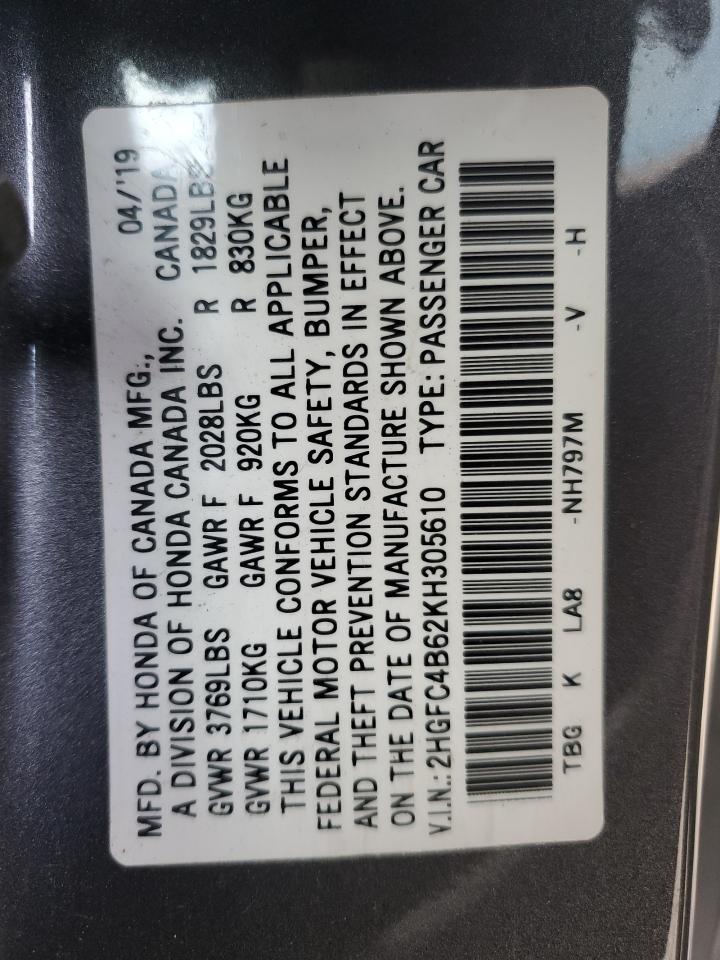 MFD. BY HONDA OF CANADA MFG., 04/'19
A DIVISION OF HONDA CANADA INC. CANADA
GVWR 3769LBS GAWR F 2028LBS R 1829LBS
GVWR 1710KG GAWR F 920KG R 830KG
THIS VEHICLE CONFORMS TO ALL APPLICABLE
FEDERAL MOTOR VEHICLE SAFETY, BUMPER,
AND THEFT PREVENTION STANDARDS IN EFFECT
ON THE DATE OF MANUFACTURE SHOWN ABOVE.
V.I.N.: 2HGFC4B62KH305610 TYPE: PASSENGER CAR
TBG K LA8 -NH797M -V -H